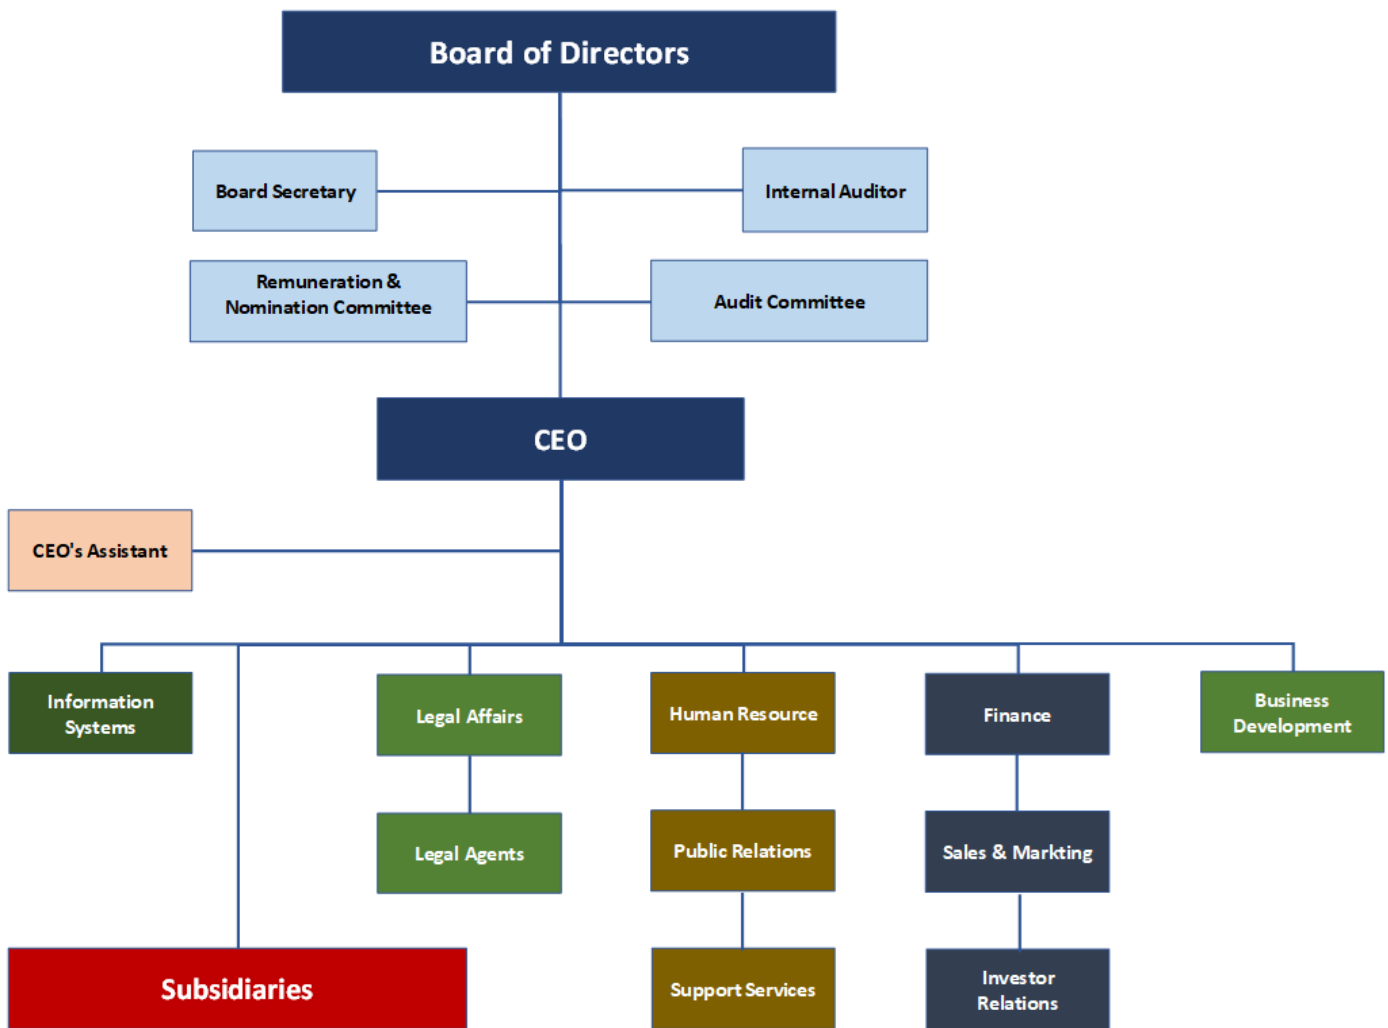 Board of Directors
Board Secretary
Internal Auditor
Remuneration &
Nomination Committee
Audit Committee
CEO
CEO's Assistant
Information
Systems
Legal Affairs
Human Resource
Finance
Business
Development
Legal Agents
Public Relations
Sales & Markting
Subsidiaries
Support Services
Investor
Relations